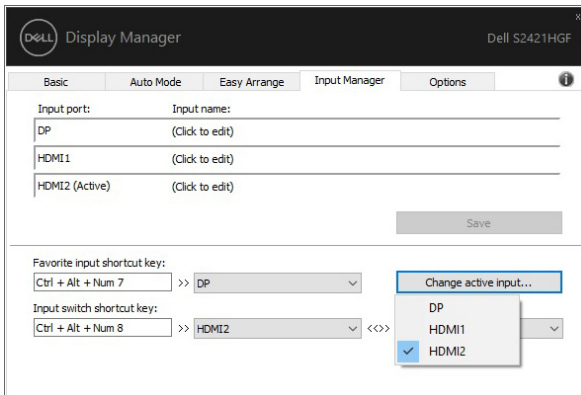 DELL Display Manager Dell S2421HGF
Basic Auto Mode Easy Arrange Input Manager Options
Input port: Input name:
DP (Click to edit)
HDMI1 (Click to edit)
HDMI2 (Active) (Click to edit)
Save
Favorite input shortcut key:
Ctrl + Alt + Num 7 >> DP Change active input...
DP
Input switch shortcut key:
HDMI1
Ctrl + Alt + Num 8 >> HDMI2 <<>>
HDMI2